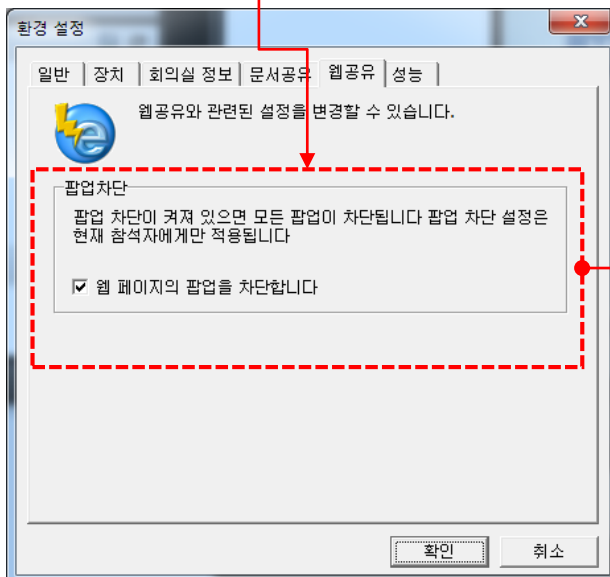 환경 설정
일반 장치 회의실 정보 문서공유 웹공유 성능
웹공유와 관련된 설정을 변경할 수 있습니다.
팝업차단
팝업 차단이 켜져 있으면 모든 팝업이 차단됩니다 팝업 차단 설정은
현재 참석자에게만 적용됩니다
웹 페이지의 팝업을 차단합니다
확인 취소